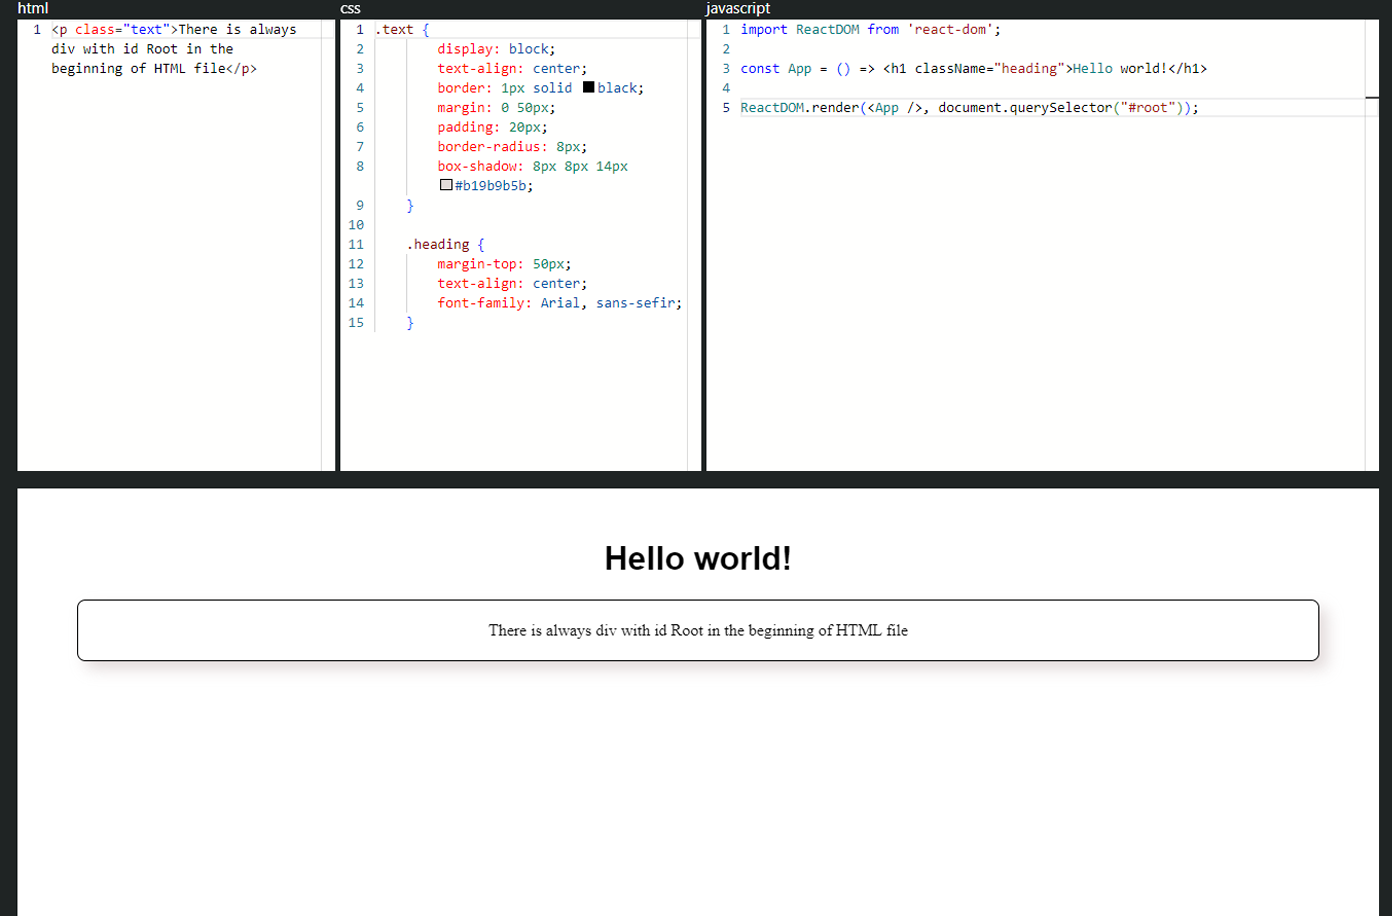 html
1 <p class="text">There is always
div with id Root in the
beginning of HTML file</p>
css
1 .text {
2 display: block;
3 text-align: center;
4 border: 1px solid black;
5 margin: 0 50px;
6 padding: 20px;
7 border-radius: 8px;
8 box-shadow: 8px 8px 14px
#b19b9b5b;
9 }
10
11 .heading {
12 margin-top: 50px;
13 text-align: center;
14 font-family: Arial, sans-sefir;
15 }
javascript
1 import ReactDOM from 'react-dom';
2
3 const App = () => <h1 className="heading">Hello world!</h1>
4
5 ReactDOM.render(<App />, document.querySelector("#root"));
Hello world!
There is always div with id Root in the beginning of HTML file